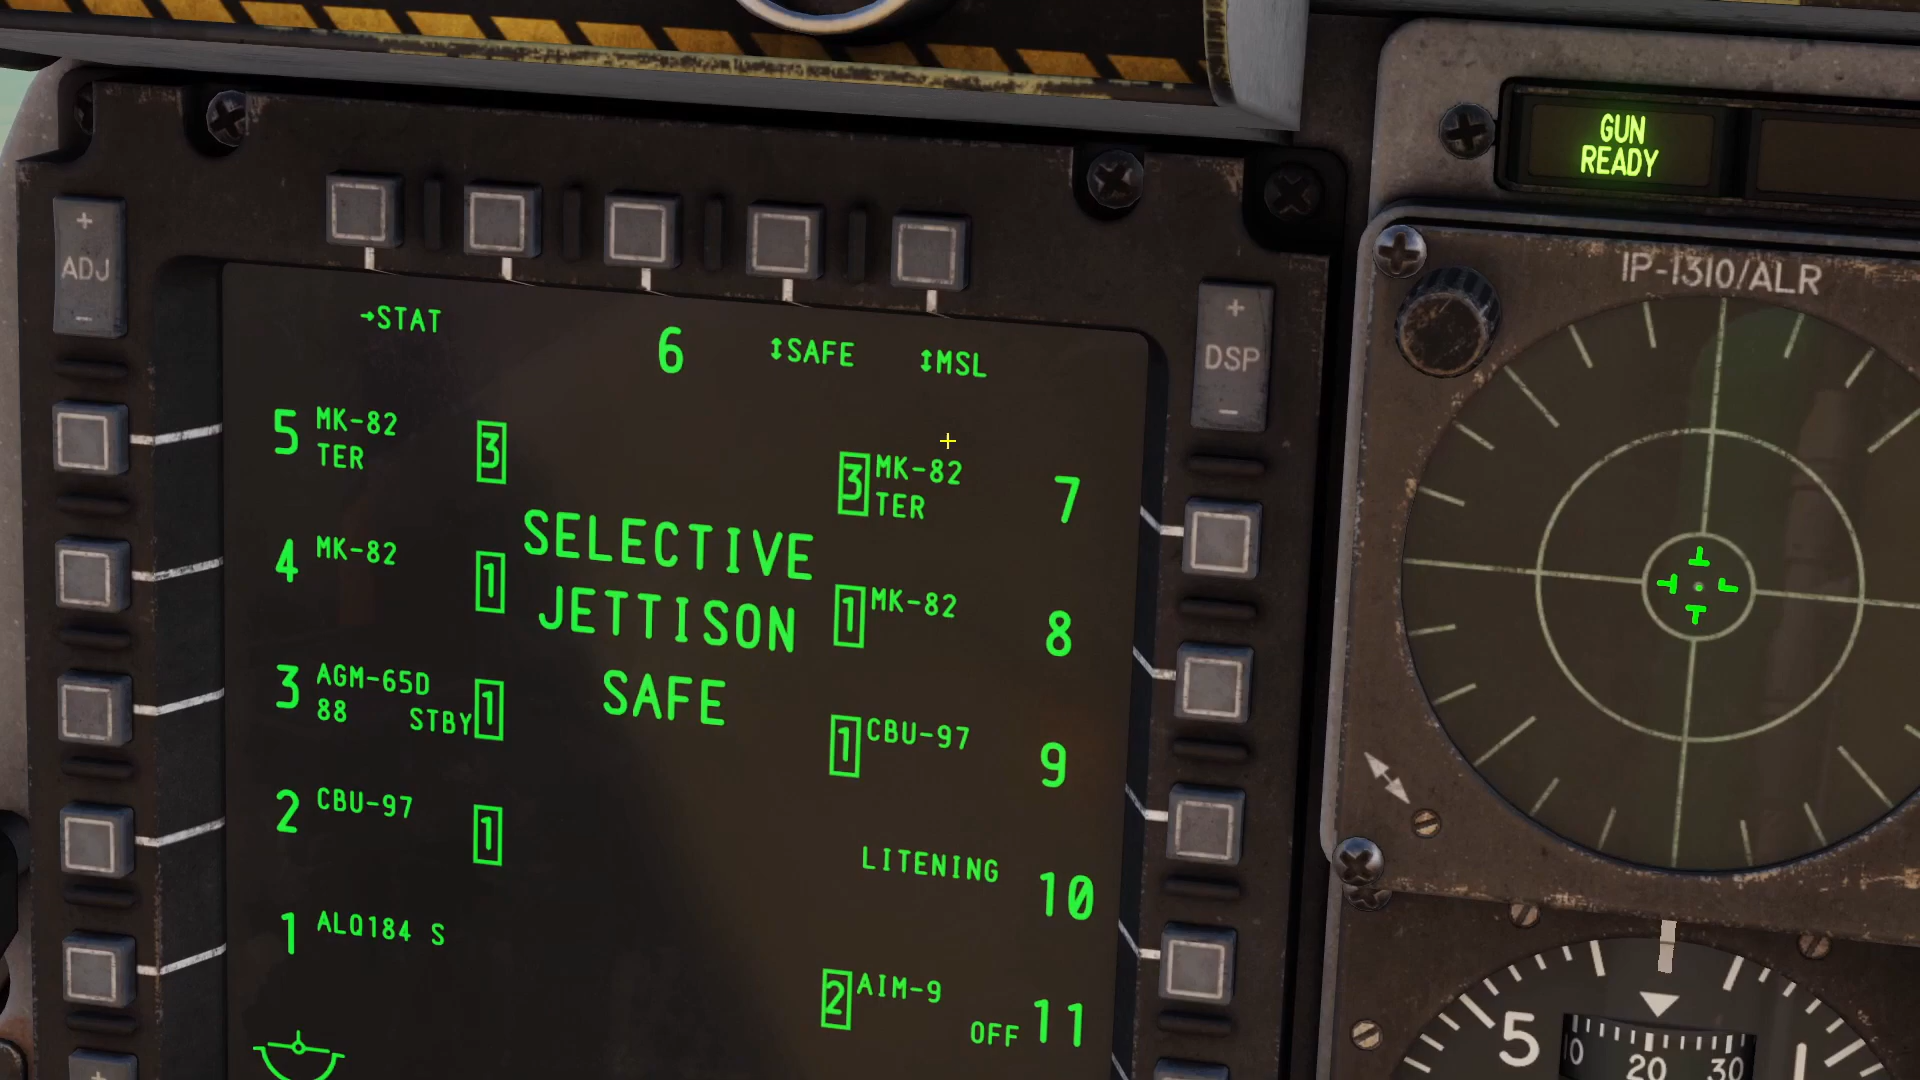 GUN
READY
+
ADJ
-
IP-1310/ALR
+
DSP
-
→STAT
6
↕SAFE
↕MSL
5 MK-82
TER 3
3 MK-82 7
TER
SELECTIVE
JETTISON
SAFE
4 MK-82 1
1 MK-82 8
3 AGM-65D
88 STBY 1
1 CBU-97 9
2 CBU-97 1
LITENING 10
1 ALQ184 S
2 AIM-9
OFF 11
5
0 20 30
+